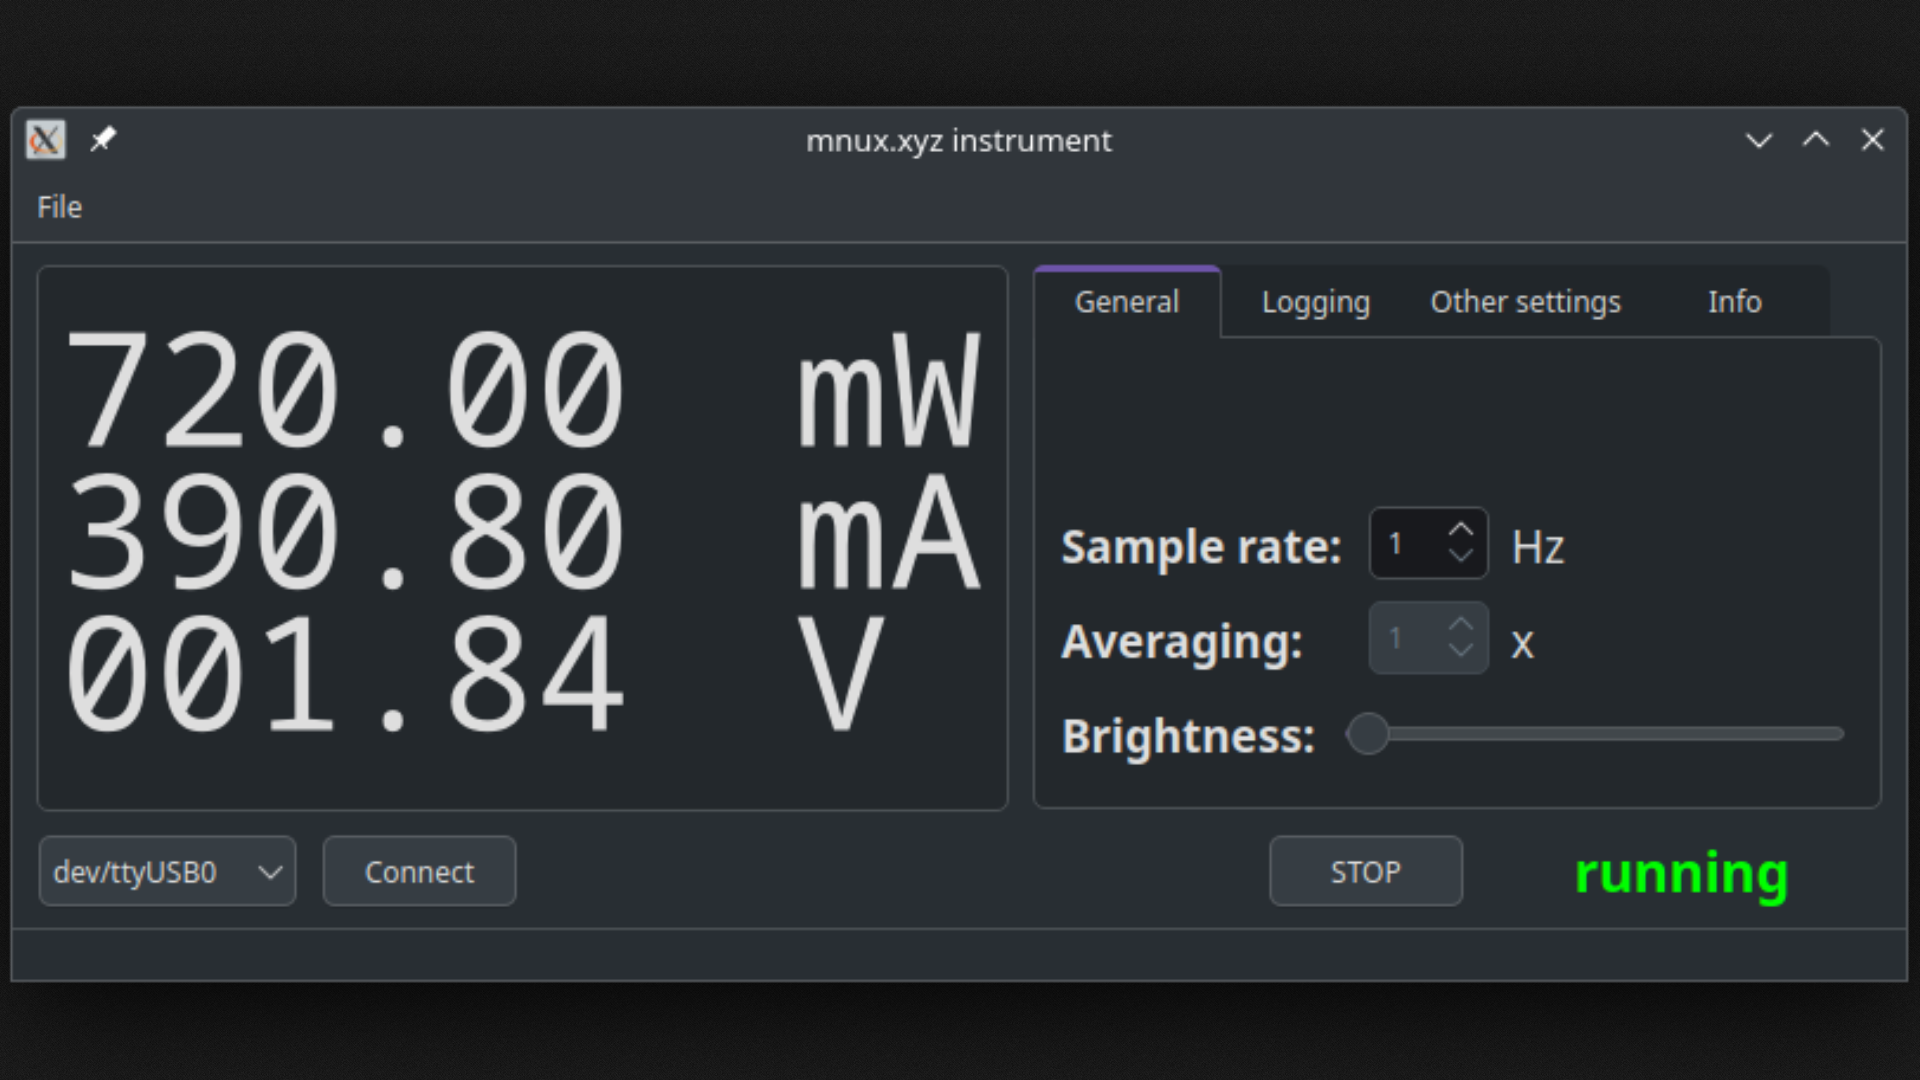 mnux.xyz instrument
File
720.00 mW
390.80 mA
001.84 V
General Logging Other settings Info
Sample rate: 1 Hz
Averaging: 1 x
Brightness:
dev/ttyUSB0 Connect STOP running